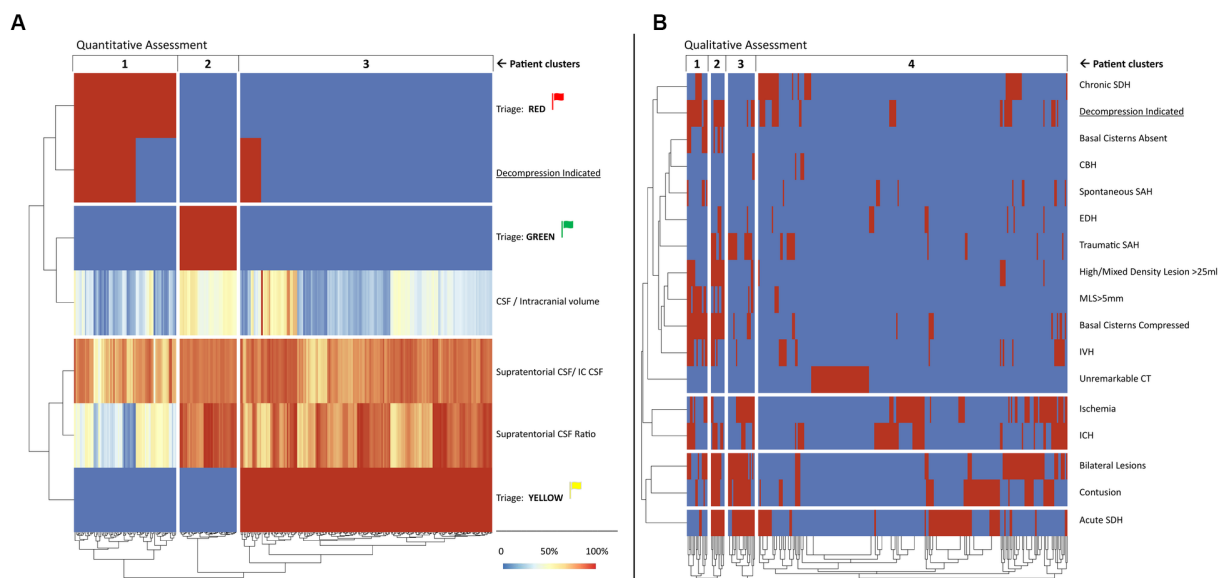 A
Quantitative Assessment
1 2 3 ← Patient clusters
Triage: RED
Decompression Indicated
Triage: GREEN
CSF / Intracranial volume
Supratentorial CSF/ IC CSF
Supratentorial CSF Ratio
Triage: YELLOW
0 50% 100%
B
Qualitative Assessment
1 2 3 4 ← Patient clusters
Chronic SDH
Decompression Indicated
Basal Cisterns Absent
CBH
Spontaneous SAH
EDH
Traumatic SAH
High/Mixed Density Lesion >25ml
MLS>5mm
Basal Cisterns Compressed
IVH
Unremarkable CT
Ischemia
ICH
Bilateral Lesions
Contusion
Acute SDH